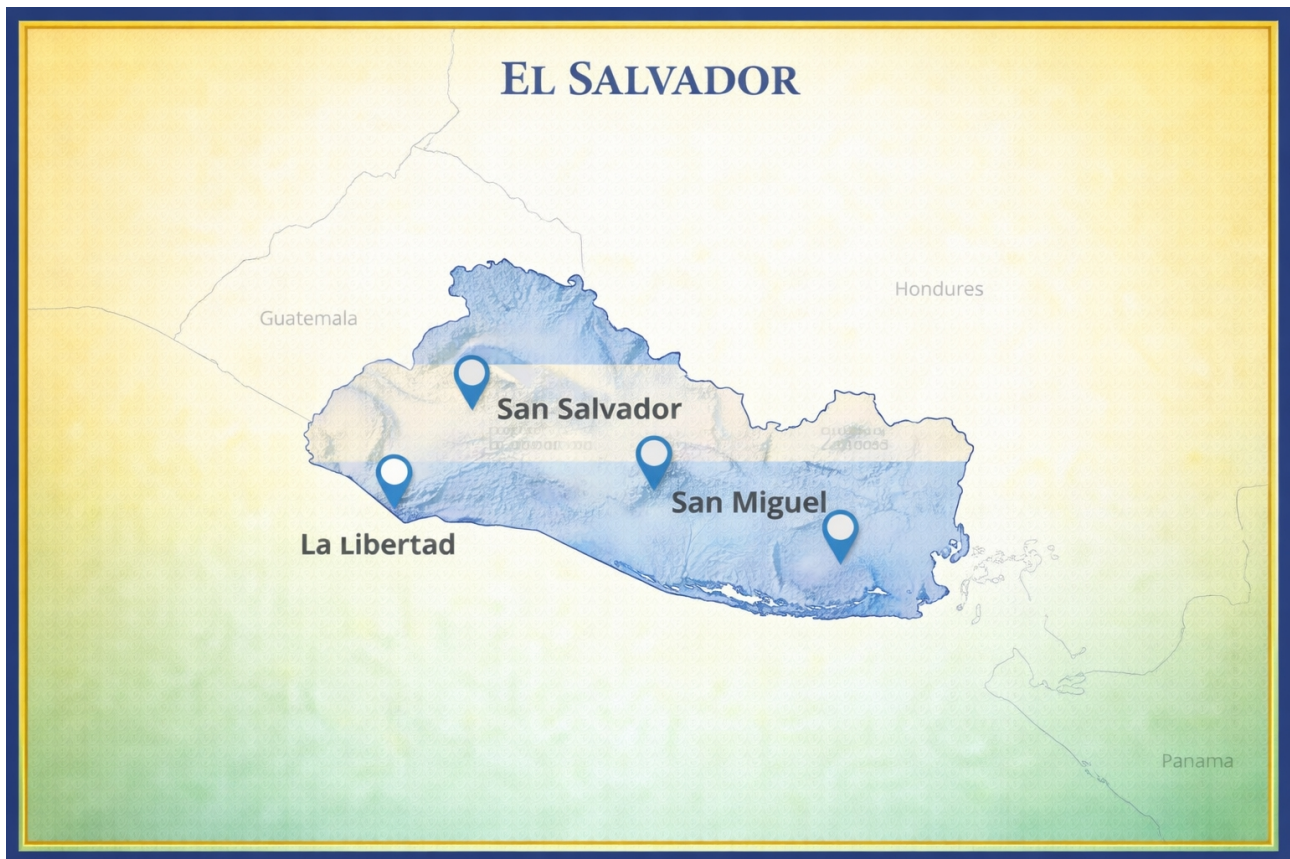 EL SALVADOR
Hondures
Guatemala
San Salvador
San Miguel
La Libertad
Panama